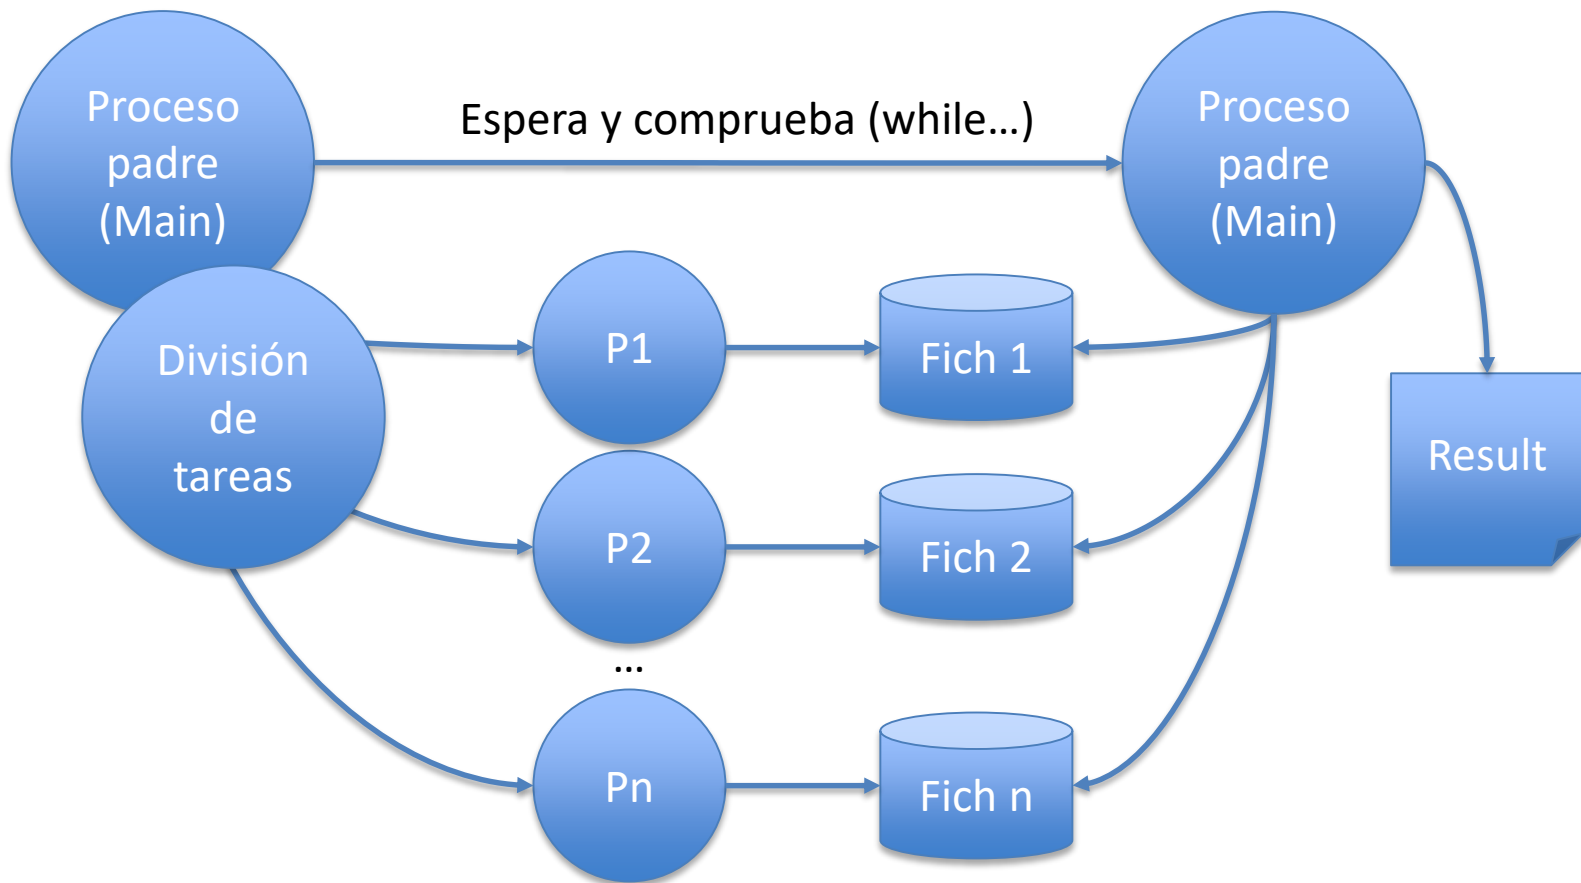 Proceso
padre
(Main)
Espera y comprueba (while...)
Proceso
padre
(Main)
División
de
tareas
P1
Fich 1
Result
P2
Fich 2
...
Pn
Fich n